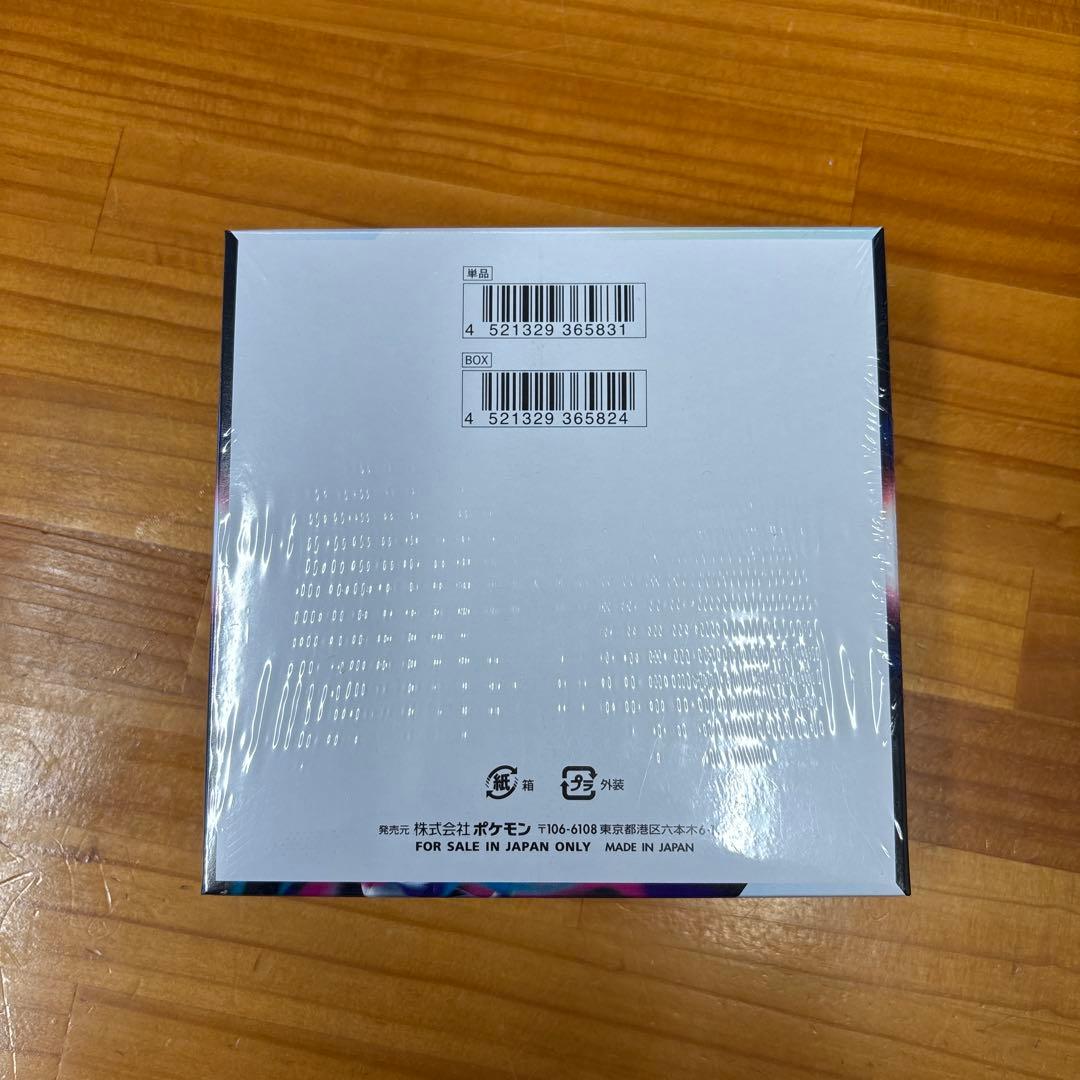 単品
4 521329 365831
BOX
4 521329 365824
紙 箱 プラ 外装
発売元 株式会社 ポケモン 〒106-6108 東京都港区六本木6-
FOR SALE IN JAPAN ONLY MADE IN JAPAN